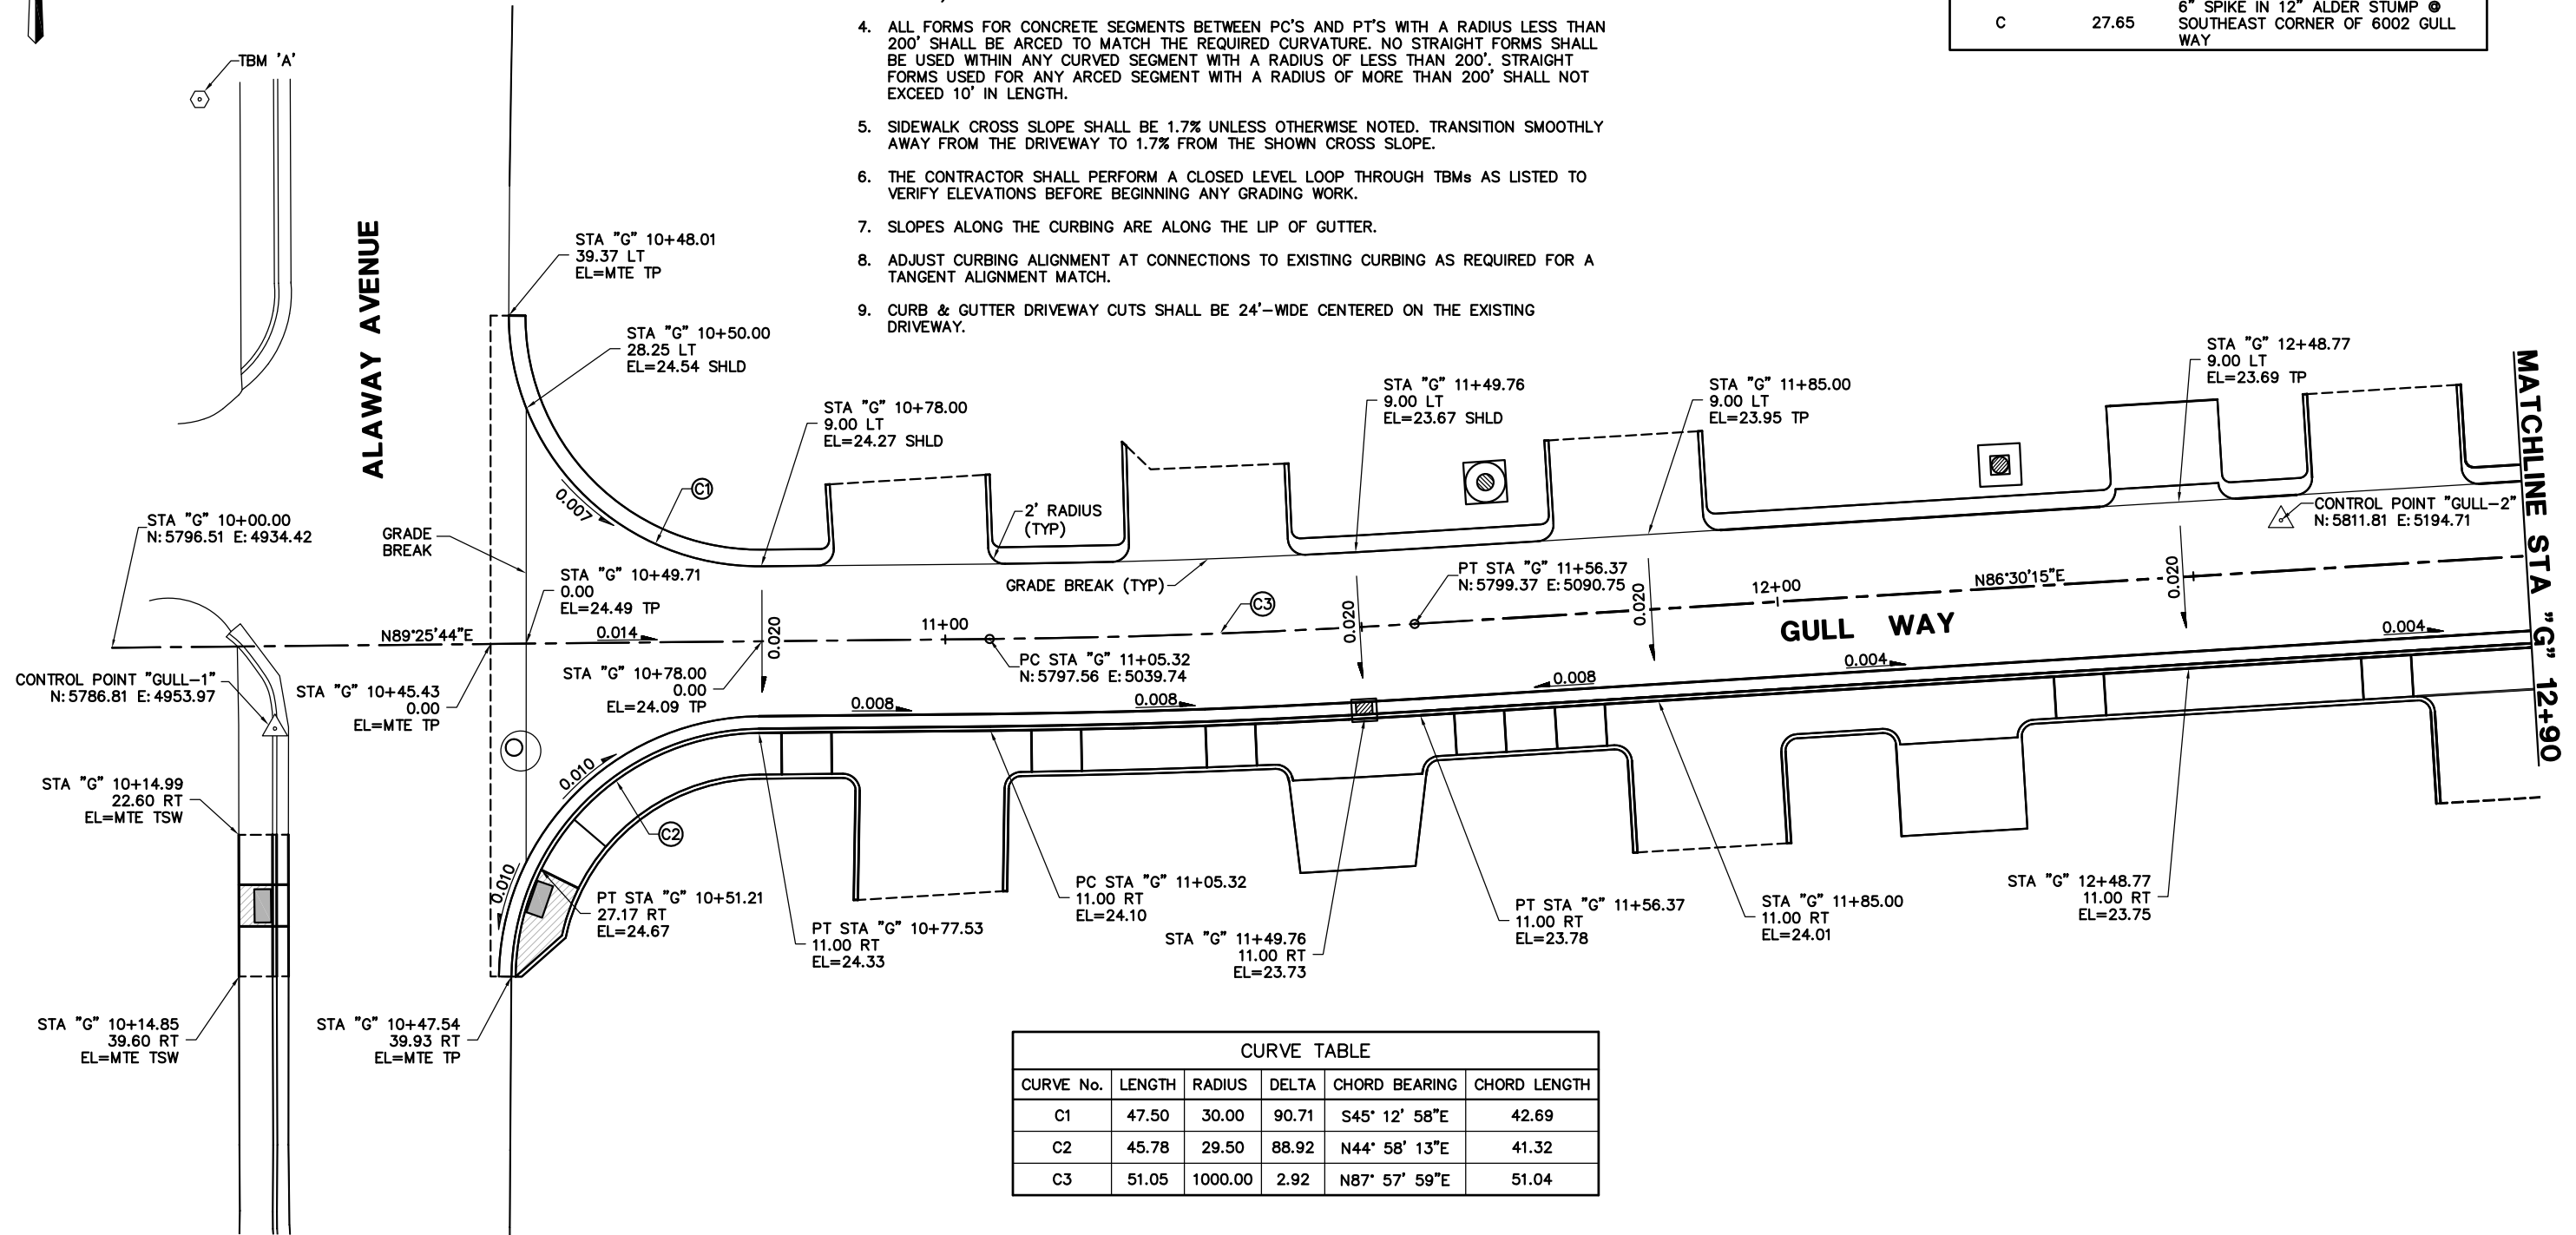 4. ALL FORMS FOR CONCRETE SEGMENTS BETWEEN PC'S AND PT'S WITH A RADIUS LESS THAN
200' SHALL BE ARCED TO MATCH THE REQUIRED CURVATURE. NO STRAIGHT FORMS SHALL
BE USED WITHIN ANY CURVED SEGMENT WITH A RADIUS OF LESS THAN 200'. STRAIGHT
FORMS USED FOR ANY ARCED SEGMENT WITH A RADIUS OF MORE THAN 200' SHALL NOT
EXCEED 10' IN LENGTH.
5. SIDEWALK CROSS SLOPE SHALL BE 1.7% UNLESS OTHERWISE NOTED. TRANSITION SMOOTHLY
AWAY FROM THE DRIVEWAY TO 1.7% FROM THE SHOWN CROSS SLOPE.
6. THE CONTRACTOR SHALL PERFORM A CLOSED LEVEL LOOP THROUGH TBMs AS LISTED TO
VERIFY ELEVATIONS BEFORE BEGINNING ANY GRADING WORK.
7. SLOPES ALONG THE CURBING ARE ALONG THE LIP OF GUTTER.
8. ADJUST CURBING ALIGNMENT AT CONNECTIONS TO EXISTING CURBING AS REQUIRED FOR A
TANGENT ALIGNMENT MATCH.
9. CURB & GUTTER DRIVEWAY CUTS SHALL BE 24'-WIDE CENTERED ON THE EXISTING
DRIVEWAY.
C 27.65
6" SPIKE IN 12" ALDER STUMP @
SOUTHEAST CORNER OF 6002 GULL
WAY
TBM 'A'
ALAWAY AVENUE
STA "G" 10+48.01
39.37 LT
EL=MTE TP
STA "G" 10+50.00
28.25 LT
EL=24.54 SHLD
STA "G" 10+78.00
9.00 LT
EL=24.27 SHLD
STA "G" 11+49.76
9.00 LT
EL=23.67 SHLD
STA "G" 11+85.00
9.00 LT
EL=23.95 TP
STA "G" 12+48.77
9.00 LT
EL=23.69 TP
MATCHLINE STA "G" 12+90
CONTROL POINT "GULL-2"
N:5811.81 E:5194.71
C1
0.007
2' RADIUS
(TYP)
GRADE BREAK (TYP)
STA "G" 10+00.00
N:5796.51 E:4934.42
GRADE
BREAK
STA "G" 10+49.71
0.00
EL=24.49 TP
N89°25'44"E
0.014
0.020
11+00
C3
0.020
PT STA "G" 11+56.37
N:5799.37 E:5090.75
0.020
12+00
N86°30'15"E
0.020
GULL WAY
CONTROL POINT "GULL-1"
N:5786.81 E:4953.97
STA "G" 10+45.43
0.00
EL=MTE TP
STA "G" 10+78.00
0.00
EL=24.09 TP
PC STA "G" 11+05.32
N:5797.56 E:5039.74
0.008
0.008
0.008
0.004
0.004
0.010
C2
0.010
STA "G" 10+14.99
22.60 RT
EL=MTE TSW
PT STA "G" 10+51.21
27.17 RT
EL=24.67
PT STA "G" 10+77.53
11.00 RT
EL=24.33
PC STA "G" 11+05.32
11.00 RT
EL=24.10
STA "G" 11+49.76
11.00 RT
EL=23.73
PT STA "G" 11+56.37
11.00 RT
EL=23.78
STA "G" 11+85.00
11.00 RT
EL=24.01
STA "G" 12+48.77
11.00 RT
EL=23.75
STA "G" 10+14.85
39.60 RT
EL=MTE TSW
STA "G" 10+47.54
39.93 RT
EL=MTE TP
CURVE TABLE
CURVE No. LENGTH RADIUS DELTA CHORD BEARING CHORD LENGTH
C1 47.50 30.00 90.71 S45° 12' 58"E 42.69
C2 45.78 29.50 88.92 N44° 58' 13"E 41.32
C3 51.05 1000.00 2.92 N87° 57' 59"E 51.04